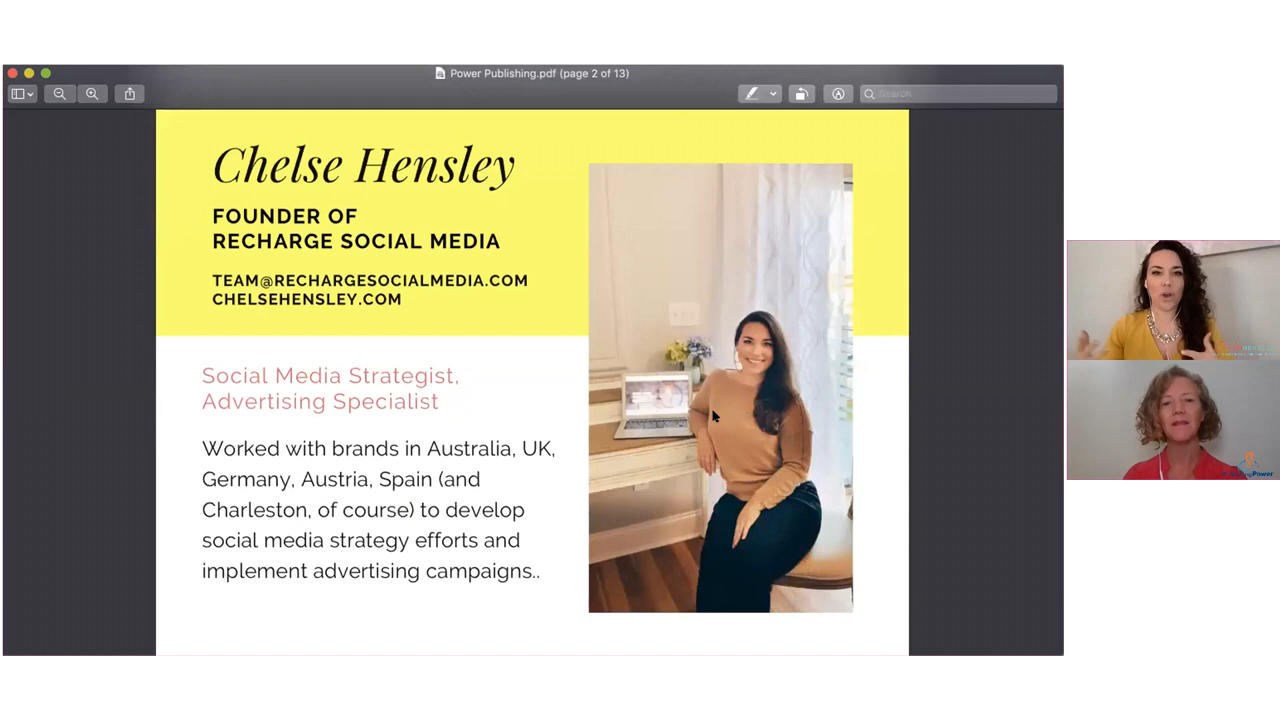 Power Publishing.pdf (page 2 of 13)
Search
Chelse Hensley
FOUNDER OF
RECHARGE SOCIAL MEDIA
TEAM@RECHARGESOCIALMEDIA.COM
CHELSEHENSLEY.COM
Social Media Strategist,
Advertising Specialist
Worked with brands in Australia, UK,
Germany, Austria, Spain (and
Charleston, of course) to develop
social media strategy efforts and
implement advertising campaigns..